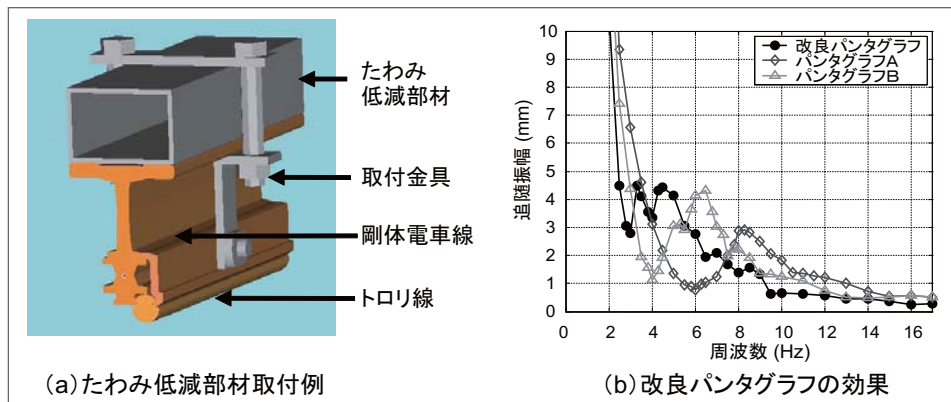 たわみ
低減部材
取付金具
剛体電車線
トロリ線
(a)たわみ低減部材取付例
追随振幅 (mm)
10
9
8
7
6
5
4
3
2
1
0
改良パンタグラフ
パンタグラフA
パンタグラフB
0 2 4 6 8 10 12 14 16
周波数 (Hz)
(b)改良パンタグラフの効果